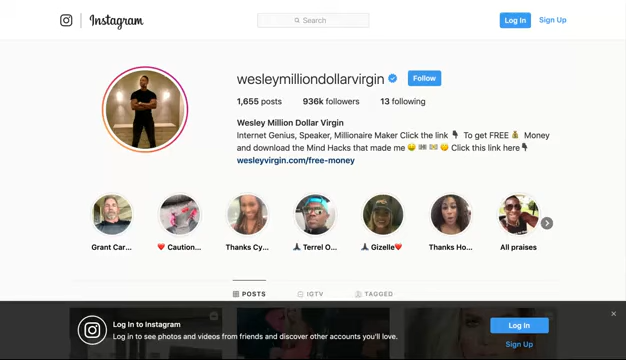 Instagram
Search
Log In
Sign Up
wesleymilliondollarvirgin
Follow
1,655 posts 936k followers 13 following
Wesley Million Dollar Virgin
Internet Genius, Speaker, Millionaire Maker Click the link 👇🏿 To get FREE 💰 Money
and download the Mind Hacks that made me 🤑 💵 💴 🤑 Click this link here👇🏿
wesleyvirgin.com/free-money
Grant Car...
❤️ Caution...
Thanks Cy...
🙏🏿 Terrel O...
🙏🏿 Gizelle❤️
Thanks Ho...
All praises
POSTS
IGTV
TAGGED
Log In to Instagram
Log in to see photos and videos from friends and discover other accounts you'll love.
Log In
Sign Up